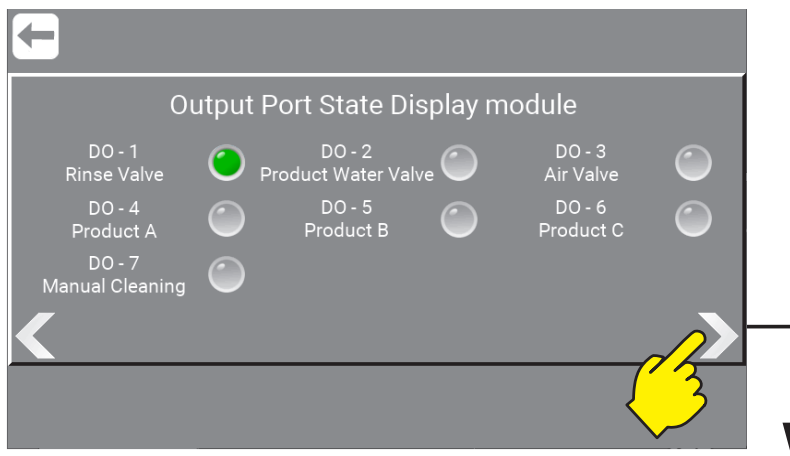 Output Port State Display module
DO - 1
Rinse Valve
DO - 2
Product Water Valve
DO - 3
Air Valve
DO - 4
Product A
DO - 5
Product B
DO - 6
Product C
DO - 7
Manual Cleaning